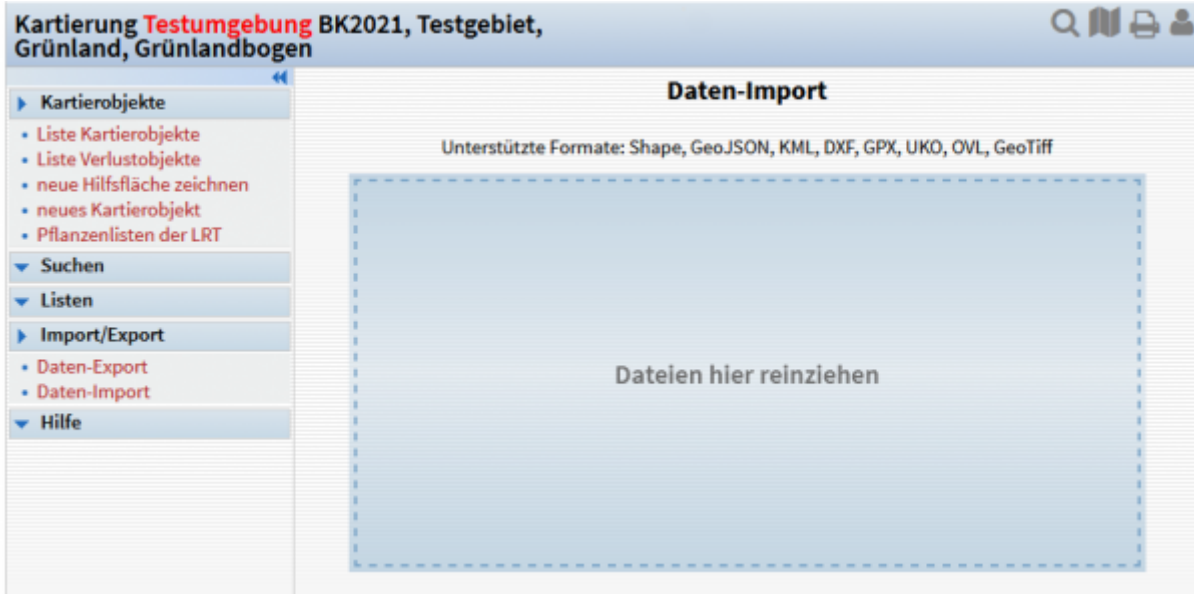 Kartierung Testumgebung BK2021, Testgebiet,
Grünland, Grünlandbogen
Kartierobjekte
• Liste Kartierobjekte
• Liste Verlustobjekte
• neue Hilfsfläche zeichnen
• neues Kartierobjekt
• Pflanzenlisten der LRT
Suchen
Listen
Import/Export
• Daten-Export
• Daten-Import
Hilfe
Daten-Import
Unterstützte Formate: Shape, GeoJSON, KML, DXF, GPX, UKO, OVL, GeoTiff
Dateien hier reinziehen